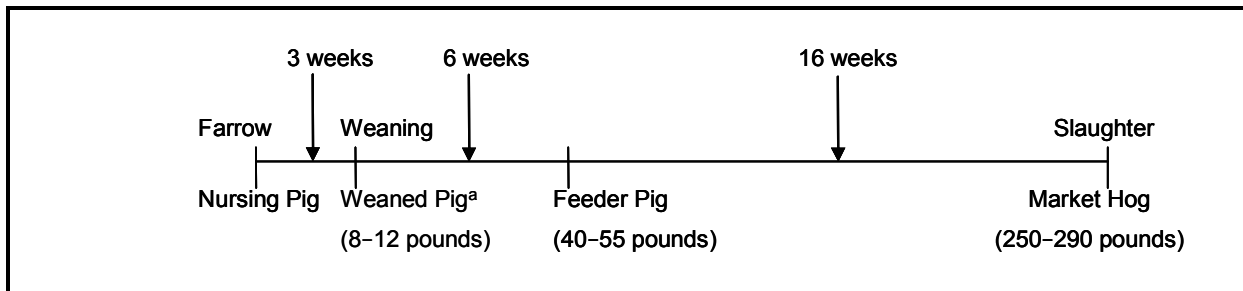 3 weeks 6 weeks 16 weeks
Farrow Weaning Slaughter
Nursing Pig Weaned Pigª Feeder Pig Market Hog
(8–12 pounds) (40–55 pounds) (250–290 pounds)